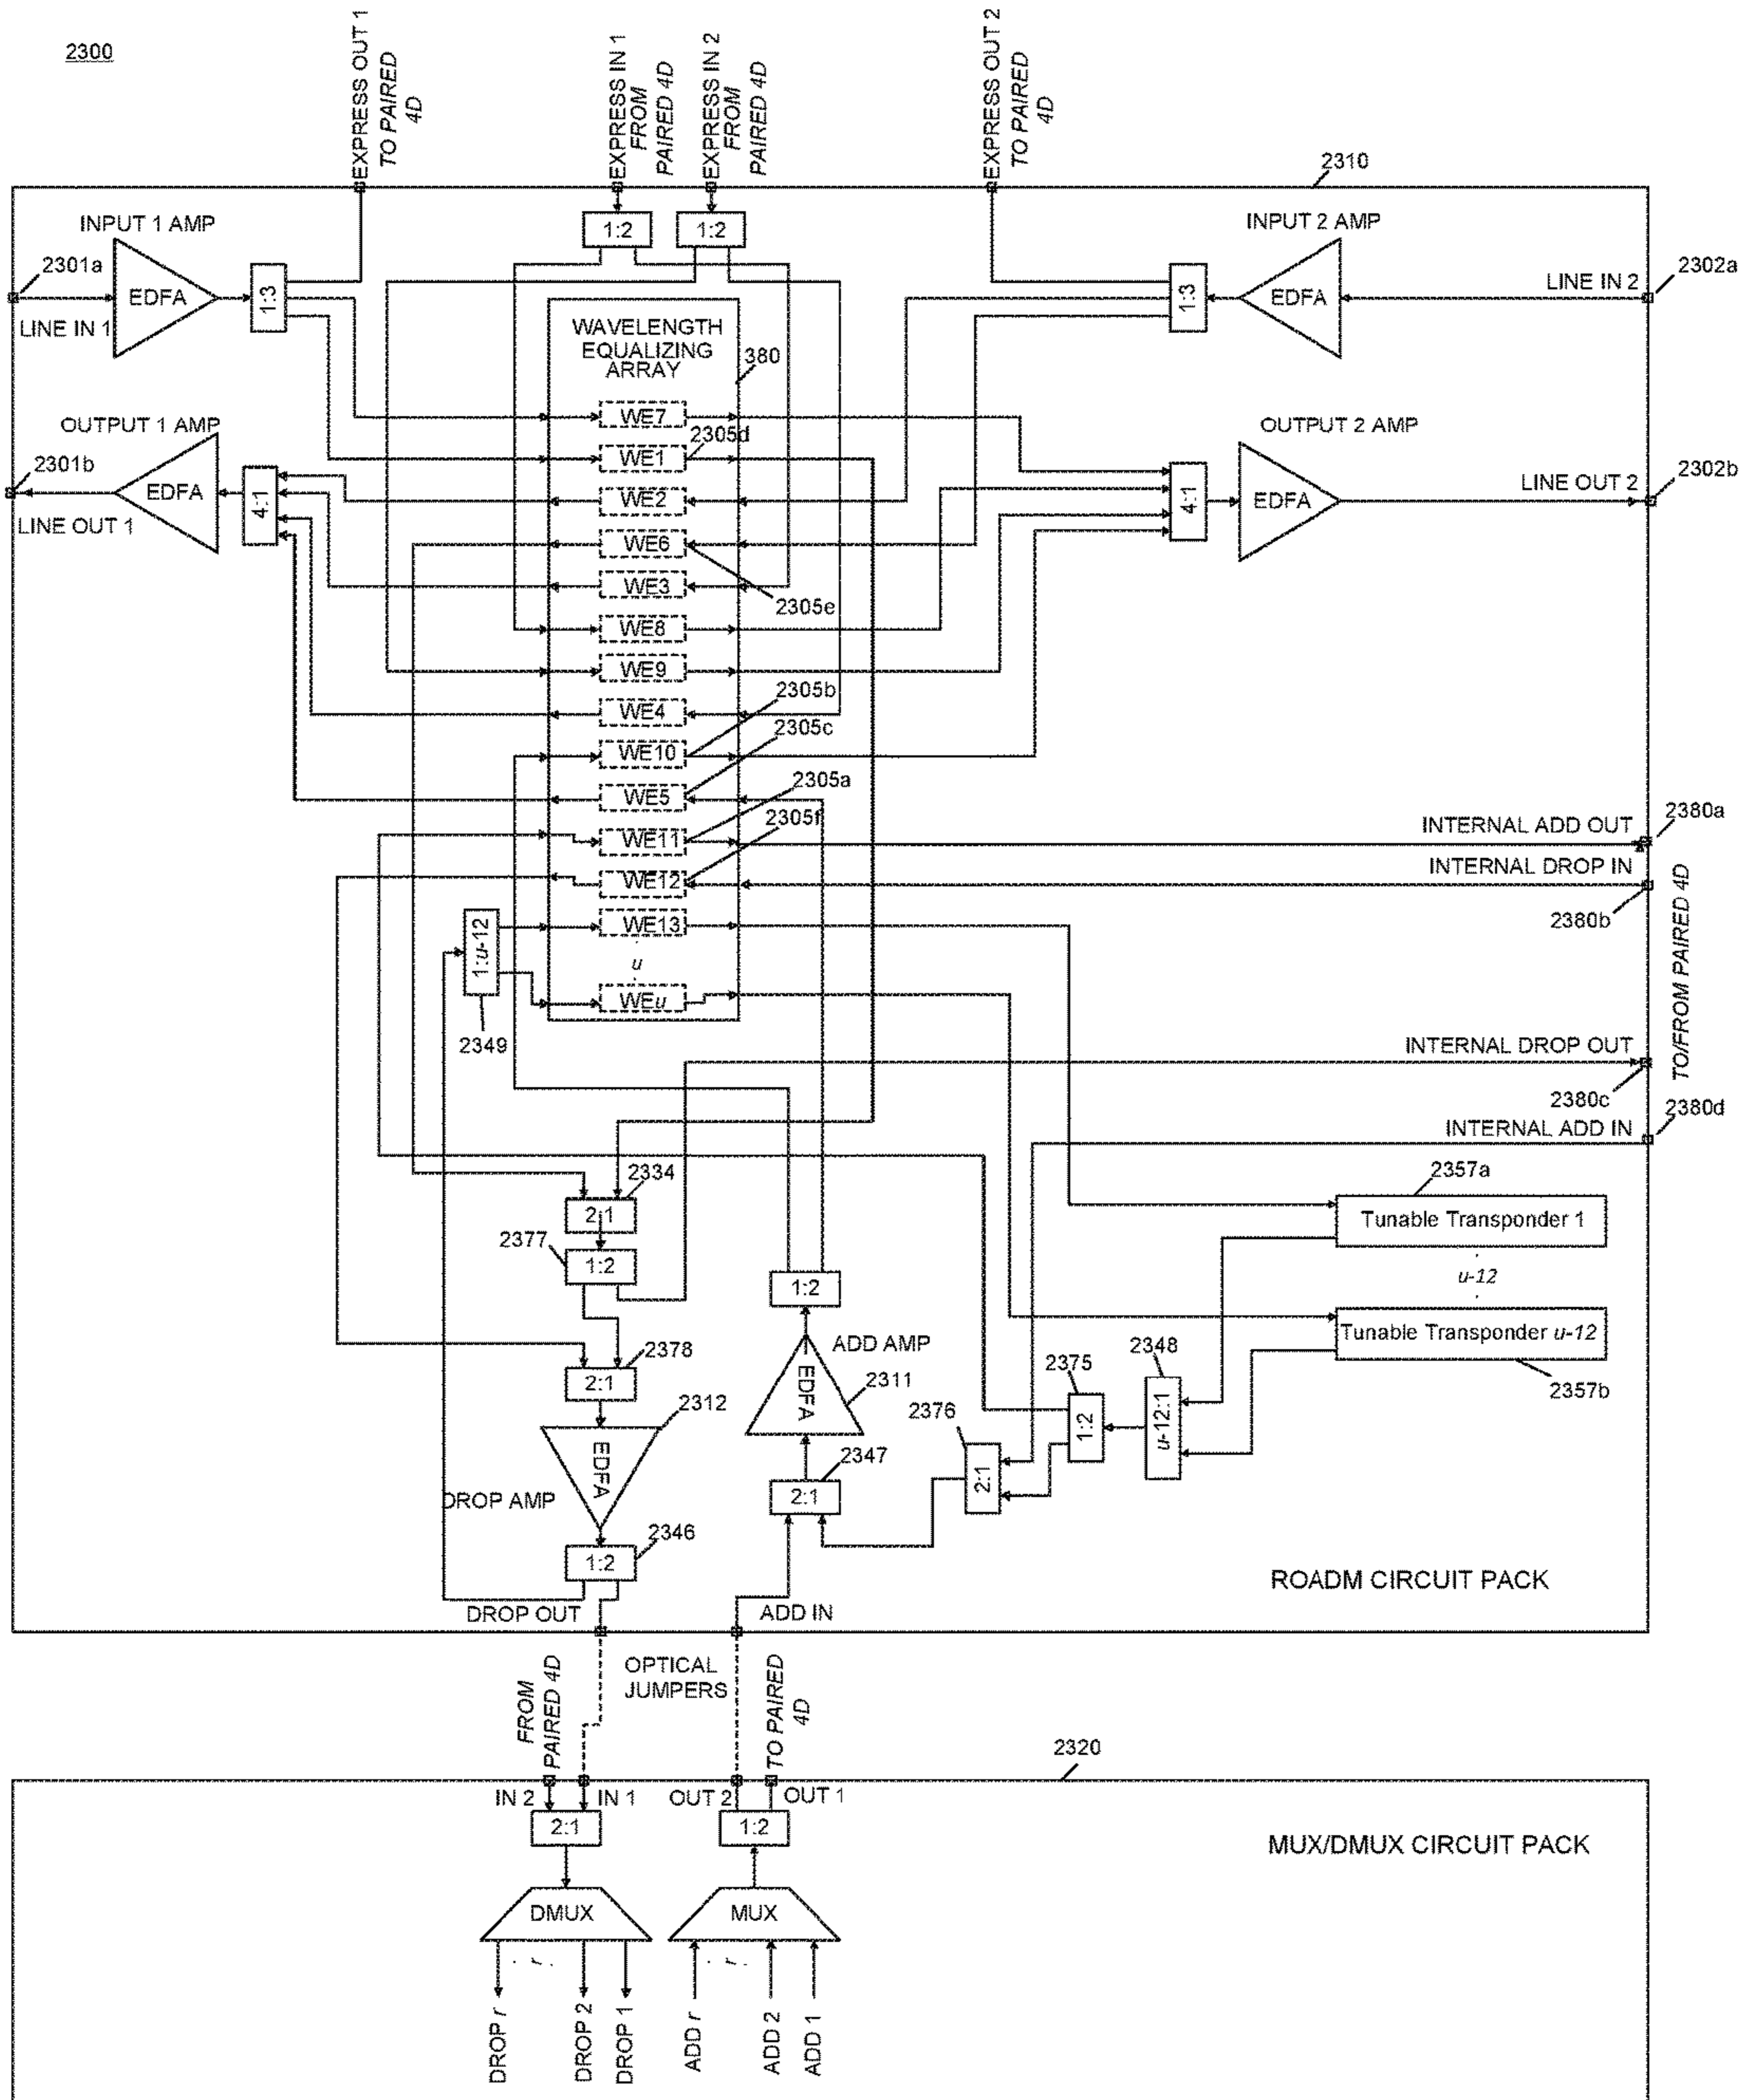 2300
EXPRESS OUT 1
TO PAIRED
4D
EXPRESS IN 1
FROM
PAIRED 4D
EXPRESS IN 2
FROM
PAIRED 4D
EXPRESS OUT 2
TO PAIRED
4D
2310
INPUT 1 AMP
2301a
EDFA
1:3
LINE IN 1
1:2
1:2
INPUT 2 AMP
2302a
LINE IN 2
EDFA
1:3
WAVELENGTH
EQUALIZING
ARRAY
380
OUTPUT 1 AMP
2301b
EDFA
4:1
LINE OUT 1
OUTPUT 2 AMP
LINE OUT 2
2302b
EDFA
4:1
WE7
2305d
WE1
WE2
WE6
WE3
2305e
WE8
WE9
2305b
WE4
2305c
WE10
2305a
WE5
2305f
WE11
WE12
WE13
u
WEu
1:u-12
2349
INTERNAL ADD OUT
2380a
INTERNAL DROP IN
2380b
TO/FROM PAIRED 4D
INTERNAL DROP OUT
2380c
2380d
INTERNAL ADD IN
2334
2:1
2377
1:2
2357a
Tunable Transponder 1
u-12
Tunable Transponder u-12
2357b
1:2
ADD AMP
EDFA
2311
2378
2:1
2312
EDFA
DROP AMP
2375
2348
2376
1:2
u-12:1
2:1
2347
2:1
2346
1:2
DROP OUT
ADD IN
ROADM CIRCUIT PACK
FROM
PAIRED 4D
OPTICAL
JUMPERS
TO PAIRED
4D
2320
IN 2
IN 1
OUT 2
OUT 1
2:1
1:2
MUX/DMUX CIRCUIT PACK
DMUX
MUX
r
r
DROP r
DROP 2
DROP 1
ADD r
ADD 2
ADD 1